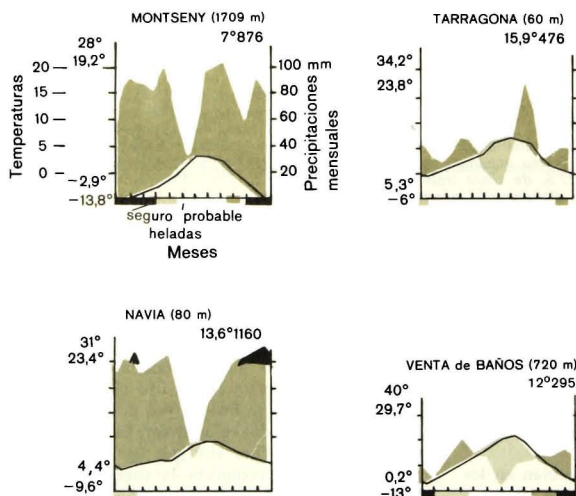 MONTSENY (1709 m)
7°876
28°
19,2°
20
15
10
5
0
-2,9°
-13,8°
Temperaturas
100 mm
80
60
40
20
Precipitaciones
mensuales
seguro probable
heladas
Meses
TARRAGONA (60 m)
15,9°476
34,2°
23,8°
5,3°
-6°
NAVIA (80 m)
13,6°1160
31°
23,4°
4,4°
-9,6°
VENTA de BAÑOS (720 m)
12°295
40°
29,7°
0,2°
-13°